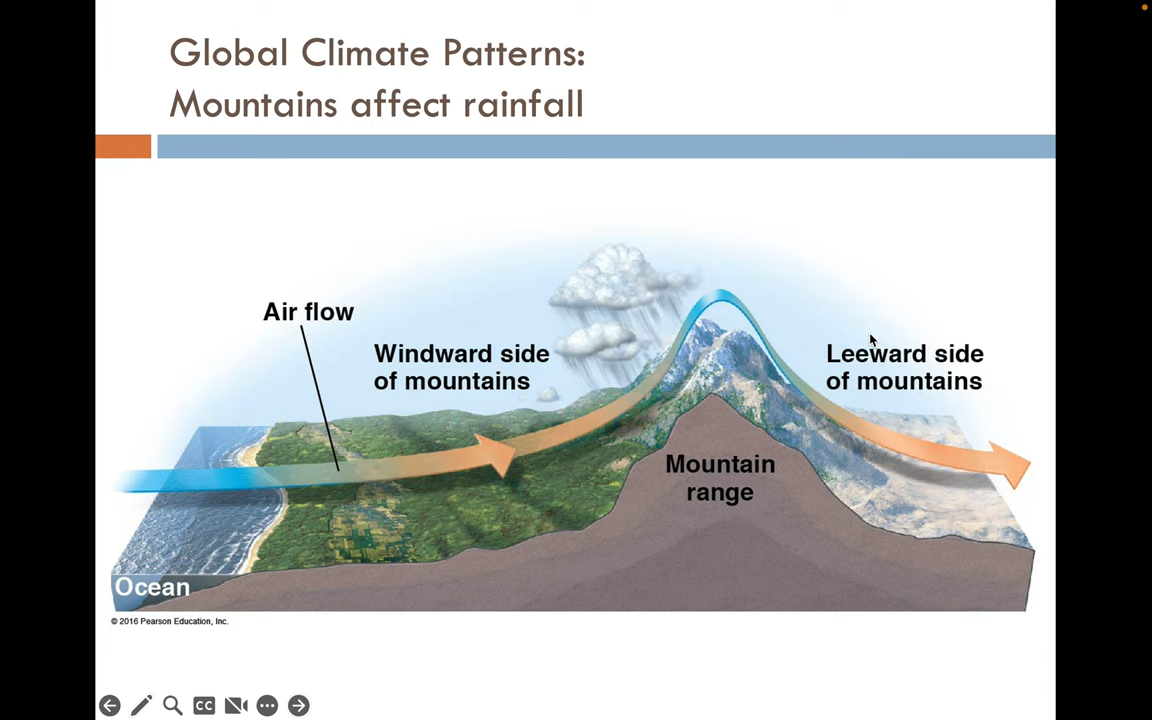 Global Climate Patterns:
Mountains affect rainfall
Air flow
Windward side
of mountains
Leeward side
of mountains
Mountain
range
Ocean
© 2016 Pearson Education, Inc.
CC